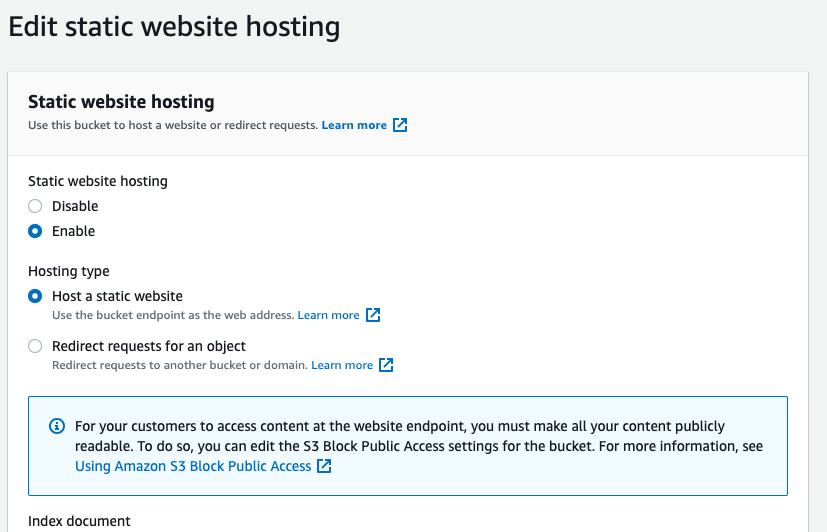 Edit static website hosting
Static website hosting
Use this bucket to host a website or redirect requests. Learn more
Static website hosting
Disable
Enable
Hosting type
Host a static website
Use the bucket endpoint as the web address. Learn more
Redirect requests for an object
Redirect requests to another bucket or domain. Learn more
For your customers to access content at the website endpoint, you must make all your content publicly
readable. To do so, you can edit the S3 Block Public Access settings for the bucket. For more information, see
Using Amazon S3 Block Public Access
Index document